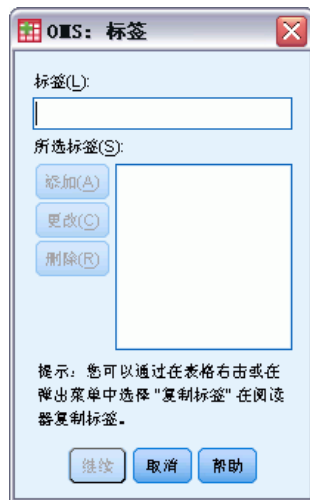 OMS：标签
标签(L):
所选标签(S):
添加(A)
更改(C)
删除(R)
提示：您可以通过在表格右击或在
弹出菜单中选择"复制标签"在阅读
器复制标签。
继续 取消 帮助